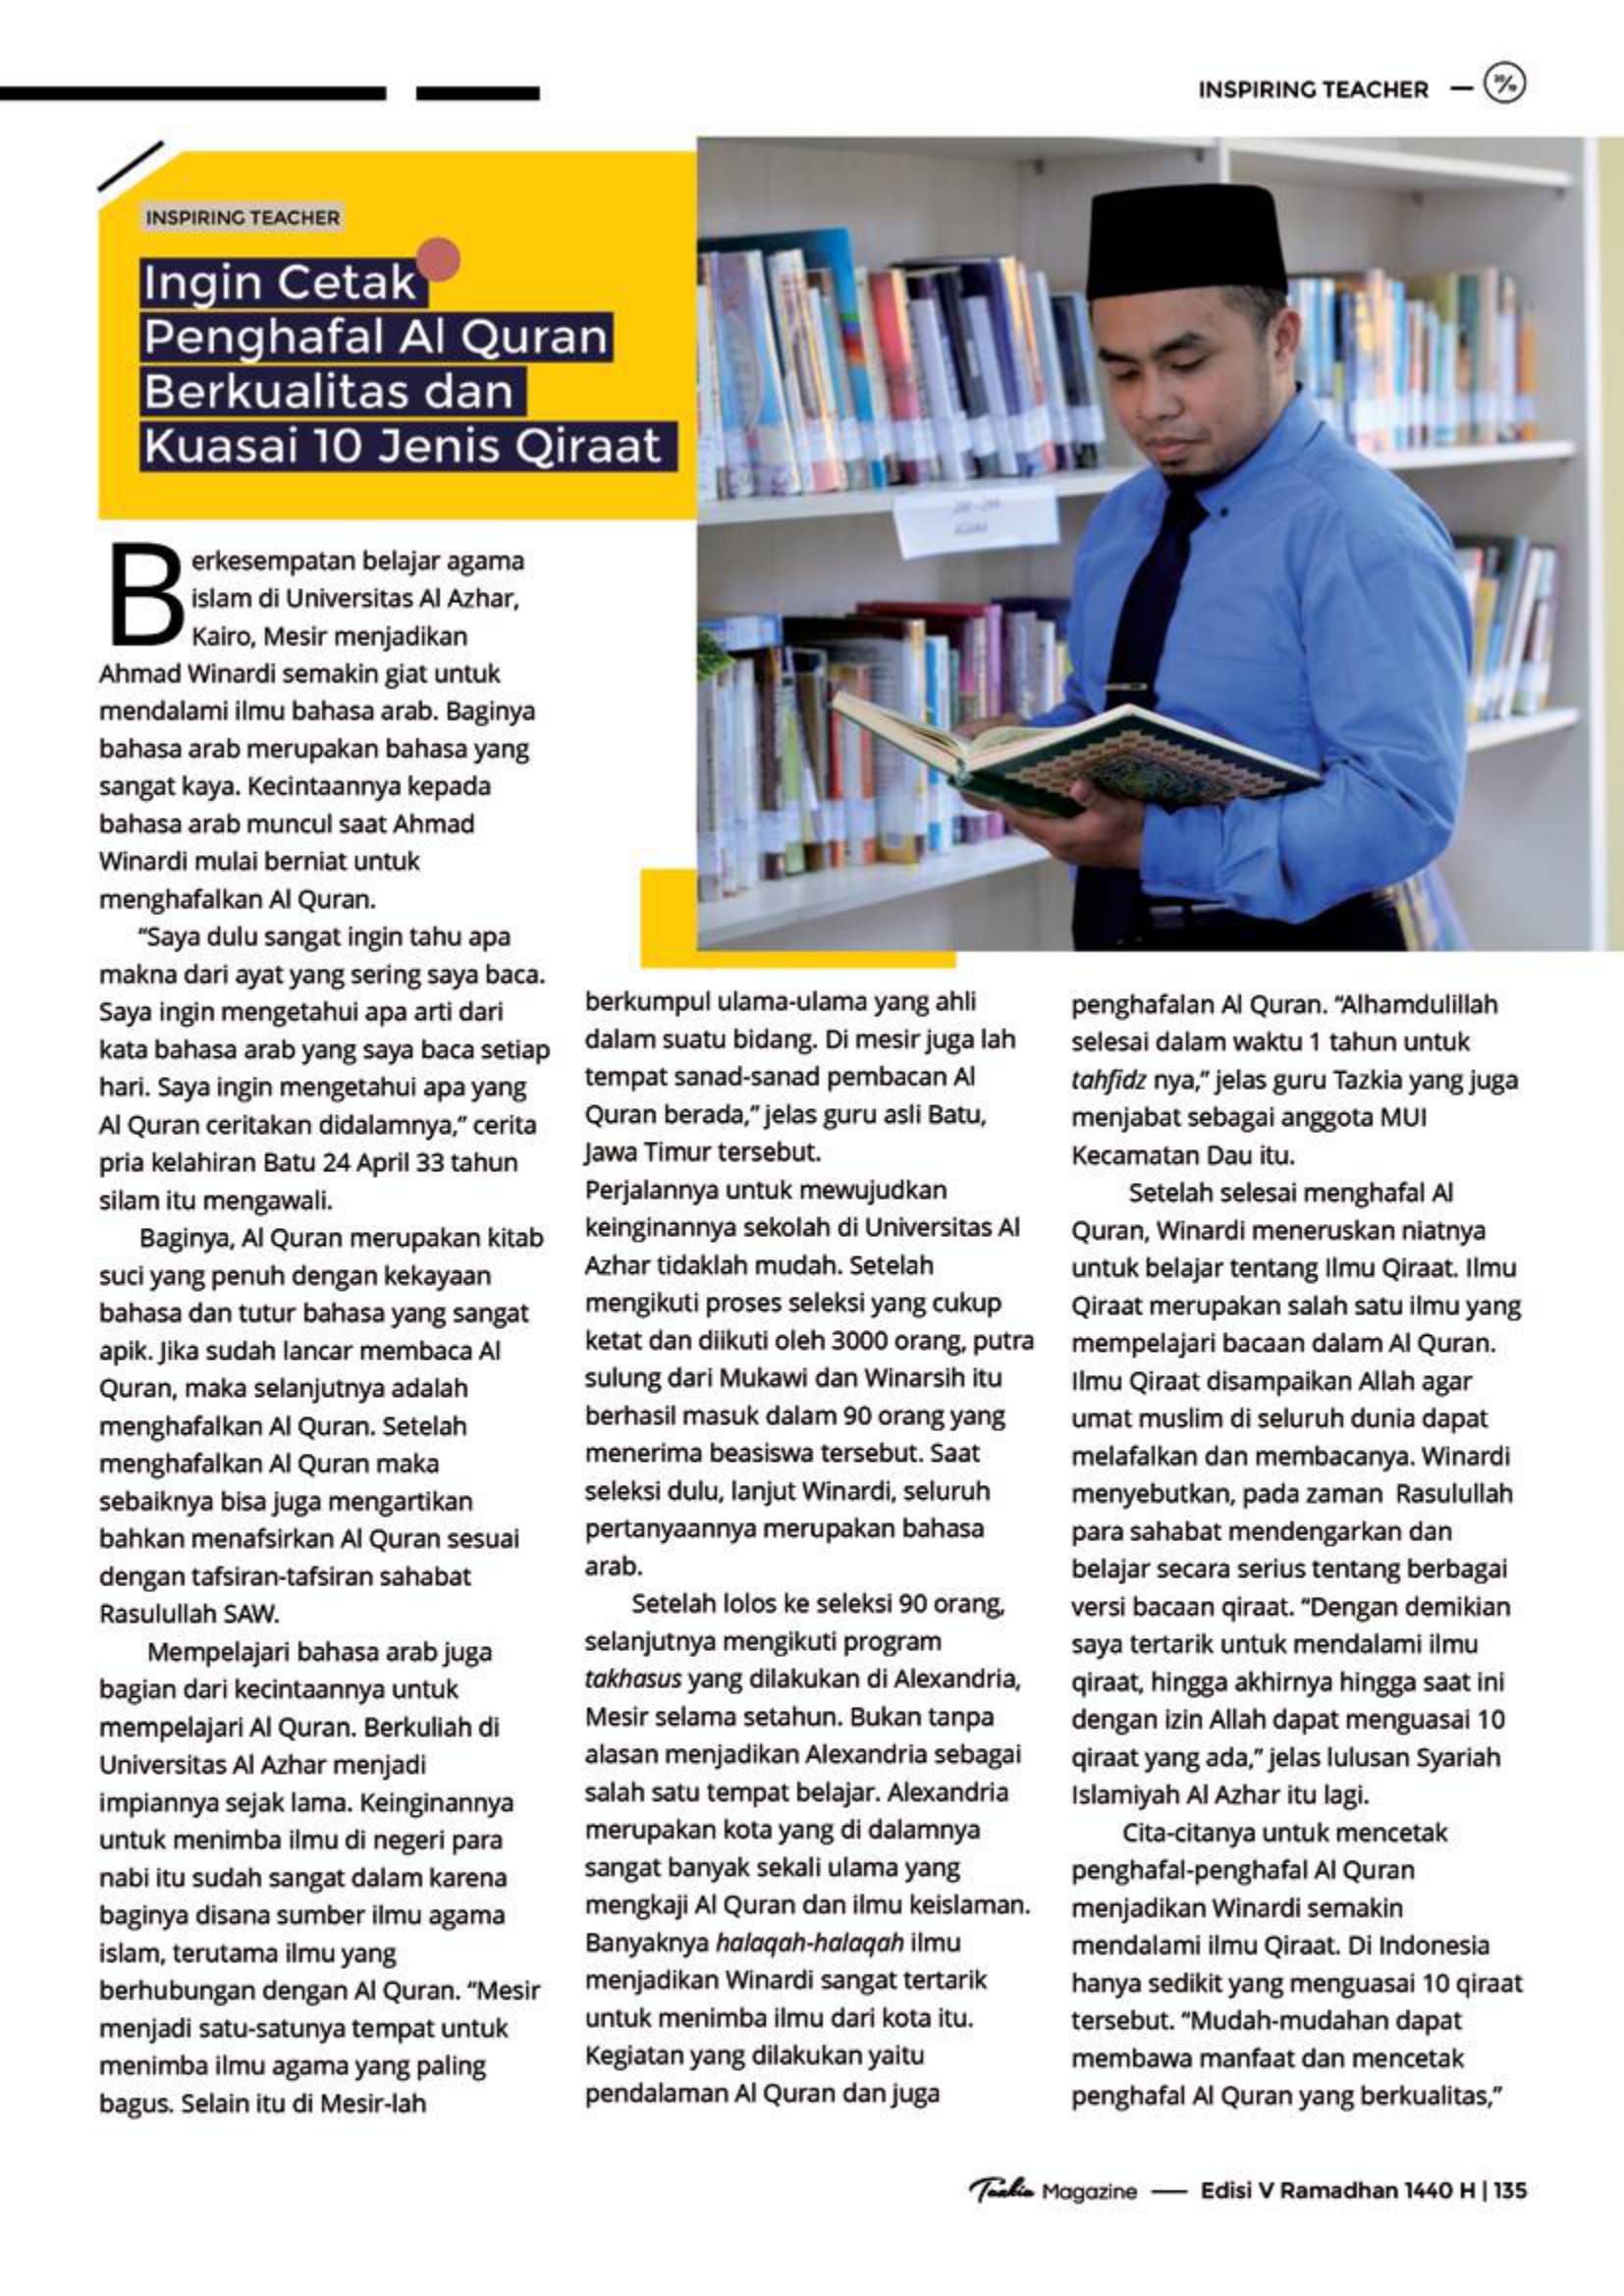 INSPIRING TEACHER —
INSPIRING TEACHER
Ingin Cetak
Penghafal Al Quran
Berkualitas dan
Kuasai 10 Jenis Qiraat
Berkesempatan belajar agama
islam di Universitas Al Azhar,
Kairo, Mesir menjadikan
Ahmad Winardi semakin giat untuk
mendalami ilmu bahasa arab. Baginya
bahasa arab merupakan bahasa yang
sangat kaya. Kecintaannya kepada
bahasa arab muncul saat Ahmad
Winardi mulai berniat untuk
menghafalkan Al Quran.
“Saya dulu sangat ingin tahu apa
makna dari ayat yang sering saya baca.
Saya ingin mengetahui apa arti dari
kata bahasa arab yang saya baca setiap
hari. Saya ingin mengetahui apa yang
Al Quran ceritakan didalamnya,” cerita
pria kelahiran Batu 24 April 33 tahun
silam itu mengawali.
Baginya, Al Quran merupakan kitab
suci yang penuh dengan kekayaan
bahasa dan tutur bahasa yang sangat
apik. Jika sudah lancar membaca Al
Quran, maka selanjutnya adalah
menghafalkan Al Quran. Setelah
menghafalkan Al Quran maka
sebaiknya bisa juga mengartikan
bahkan menafsirkan Al Quran sesuai
dengan tafsiran-tafsiran sahabat
Rasulullah SAW.
Mempelajari bahasa arab juga
bagian dari kecintaannya untuk
mempelajari Al Quran. Berkuliah di
Universitas Al Azhar menjadi
impiannya sejak lama. Keinginannya
untuk menimba ilmu di negeri para
nabi itu sudah sangat dalam karena
baginya disana sumber ilmu agama
islam, terutama ilmu yang
berhubungan dengan Al Quran. “Mesir
menjadi satu-satunya tempat untuk
menimba ilmu agama yang paling
bagus. Selain itu di Mesir-lah
berkumpul ulama-ulama yang ahli
dalam suatu bidang. Di mesir juga lah
tempat sanad-sanad pembacan Al
Quran berada,” jelas guru asli Batu,
Jawa Timur tersebut.
Perjalannya untuk mewujudkan
keinginannya sekolah di Universitas Al
Azhar tidaklah mudah. Setelah
mengikuti proses seleksi yang cukup
ketat dan diikuti oleh 3000 orang, putra
sulung dari Mukawi dan Winarsih itu
berhasil masuk dalam 90 orang yang
menerima beasiswa tersebut. Saat
seleksi dulu, lanjut Winardi, seluruh
pertanyaannya merupakan bahasa
arab.
Setelah lolos ke seleksi 90 orang,
selanjutnya mengikuti program
takhasus yang dilakukan di Alexandria,
Mesir selama setahun. Bukan tanpa
alasan menjadikan Alexandria sebagai
salah satu tempat belajar. Alexandria
merupakan kota yang di dalamnya
sangat banyak sekali ulama yang
mengkaji Al Quran dan ilmu keislaman.
Banyaknya halaqah-halaqah ilmu
menjadikan Winardi sangat tertarik
untuk menimba ilmu dari kota itu.
Kegiatan yang dilakukan yaitu
pendalaman Al Quran dan juga
penghafalan Al Quran. “Alhamdulillah
selesai dalam waktu 1 tahun untuk
tahfidz nya,” jelas guru Tazkia yang juga
menjabat sebagai anggota MUI
Kecamatan Dau itu.
Setelah selesai menghafal Al
Quran, Winardi meneruskan niatnya
untuk belajar tentang Ilmu Qiraat. Ilmu
Qiraat merupakan salah satu ilmu yang
mempelajari bacaan dalam Al Quran.
Ilmu Qiraat disampaikan Allah agar
umat muslim di seluruh dunia dapat
melafalkan dan membacanya. Winardi
menyebutkan, pada zaman Rasulullah
para sahabat mendengarkan dan
belajar secara serius tentang berbagai
versi bacaan qiraat. “Dengan demikian
saya tertarik untuk mendalami ilmu
qiraat, hingga akhirnya hingga saat ini
dengan izin Allah dapat menguasai 10
qiraat yang ada,” jelas lulusan Syariah
Islamiyah Al Azhar itu lagi.
Cita-citanya untuk mencetak
penghafal-penghafal Al Quran
menjadikan Winardi semakin
mendalami ilmu Qiraat. Di Indonesia
hanya sedikit yang menguasai 10 qiraat
tersebut. “Mudah-mudahan dapat
membawa manfaat dan mencetak
penghafal Al Quran yang berkualitas,”
Tazkia Magazine — Edisi V Ramadhan 1440 H | 135